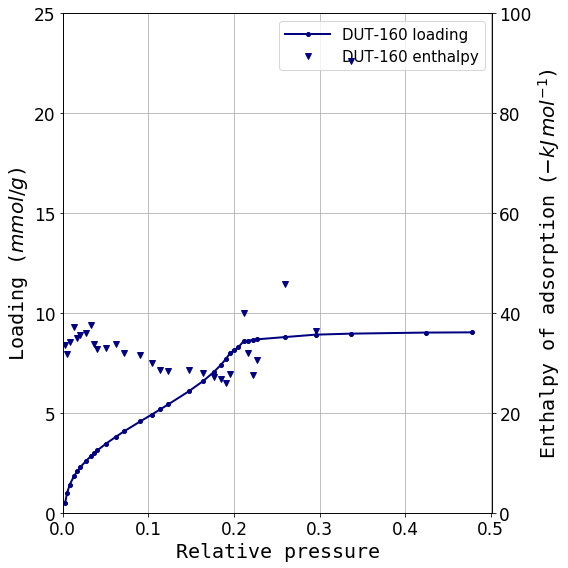 DUT-160 loading
DUT-160 enthalpy
25
20
15
10
5
0
100
80
60
40
20
0
0.0 0.1 0.2 0.3 0.4 0.5
Relative pressure
Loading (mmol/g)
Enthalpy of adsorption (−kJ mol⁻¹)